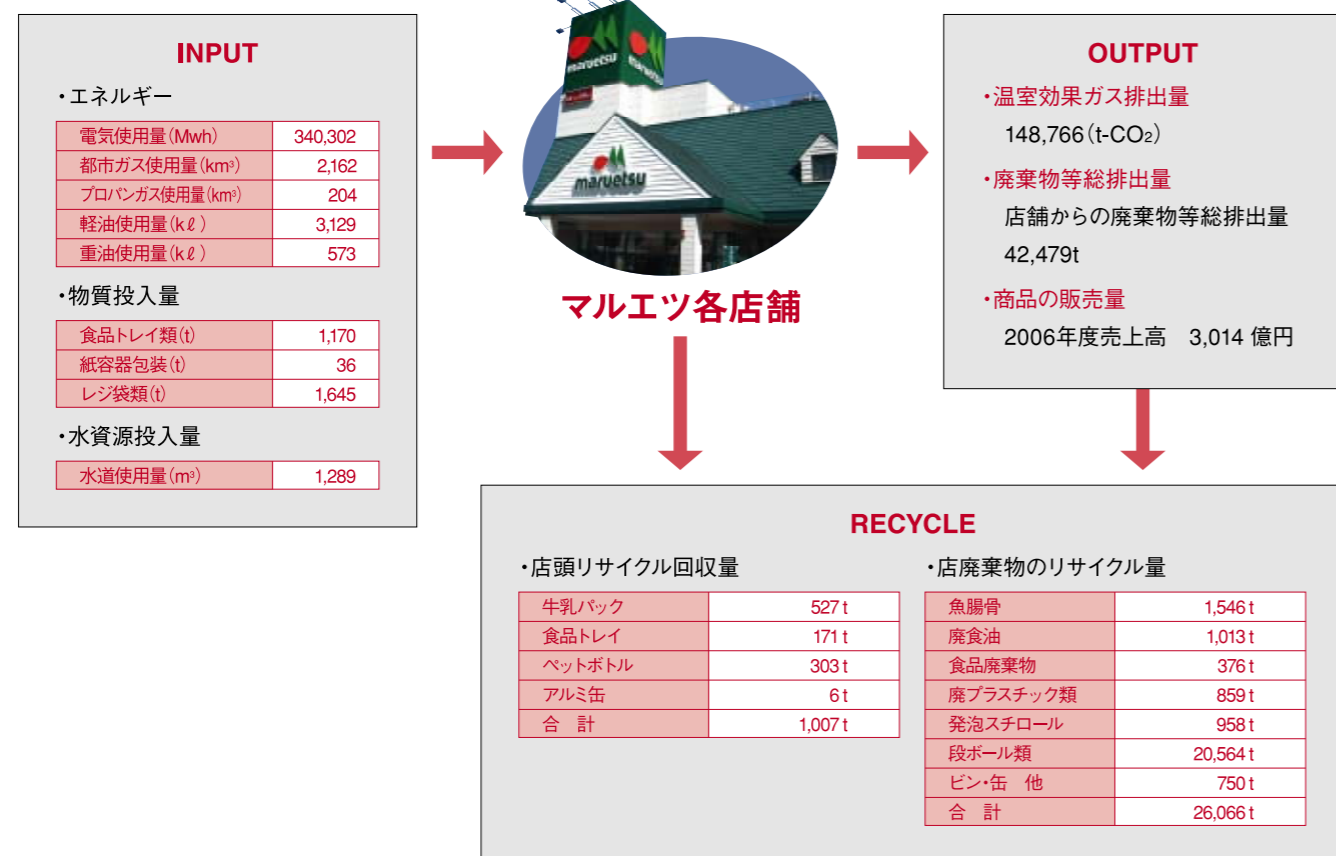 INPUT
・エネルギー
電気使用量(Mwh) 340,302
都市ガス使用量(km³) 2,162
プロパンガス使用量(km³) 204
軽油使用量(kℓ) 3,129
重油使用量(kℓ) 573
・物質投入量
食品トレイ類(t) 1,170
紙容器包装(t) 36
レジ袋類(t) 1,645
・水資源投入量
水道使用量(m³) 1,289
maruetsu
maruetsu
マルエツ各店舗
OUTPUT
・温室効果ガス排出量
148,766(t-CO₂)
・廃棄物等総排出量
店舗からの廃棄物等総排出量
42,479t
・商品の販売量
2006年度売上高 3,014 億円
RECYCLE
・店頭リサイクル回収量
牛乳パック 527 t
食品トレイ 171 t
ペットボトル 303 t
アルミ缶 6 t
合 計 1,007 t
・店廃棄物のリサイクル量
魚腸骨 1,546 t
廃食油 1,013 t
食品廃棄物 376 t
廃プラスチック類 859 t
発泡スチロール 958 t
段ボール類 20,564 t
ビン・缶 他 750 t
合 計 26,066 t